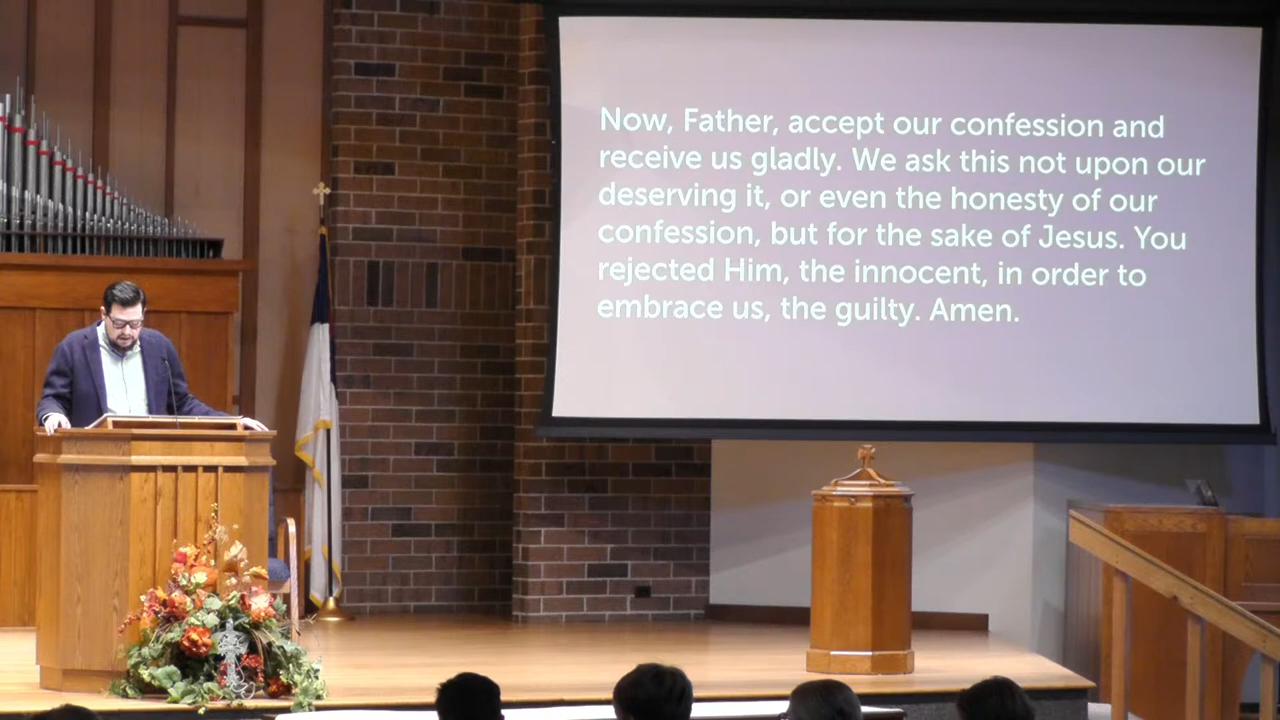 Now, Father, accept our confession and
receive us gladly. We ask this not upon our
deserving it, or even the honesty of our
confession, but for the sake of Jesus. You
rejected Him, the innocent, in order to
embrace us, the guilty. Amen.